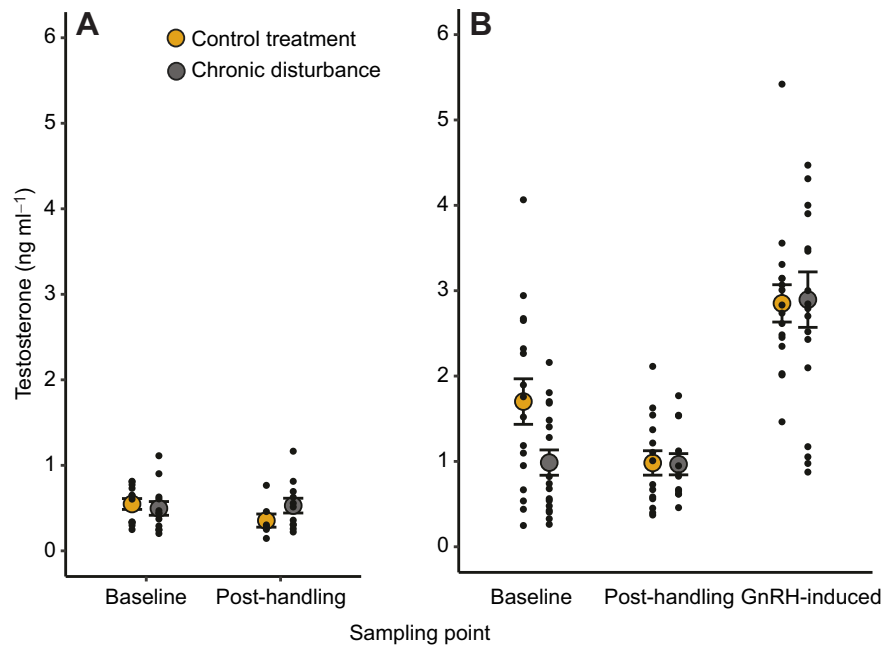 A
Control treatment
Chronic disturbance
Testosterone (ng ml⁻¹)
6
5
4
3
2
1
0
Baseline
Post-handling
B
6
5
4
3
2
1
0
Baseline
Post-handling
GnRH-induced
Sampling point